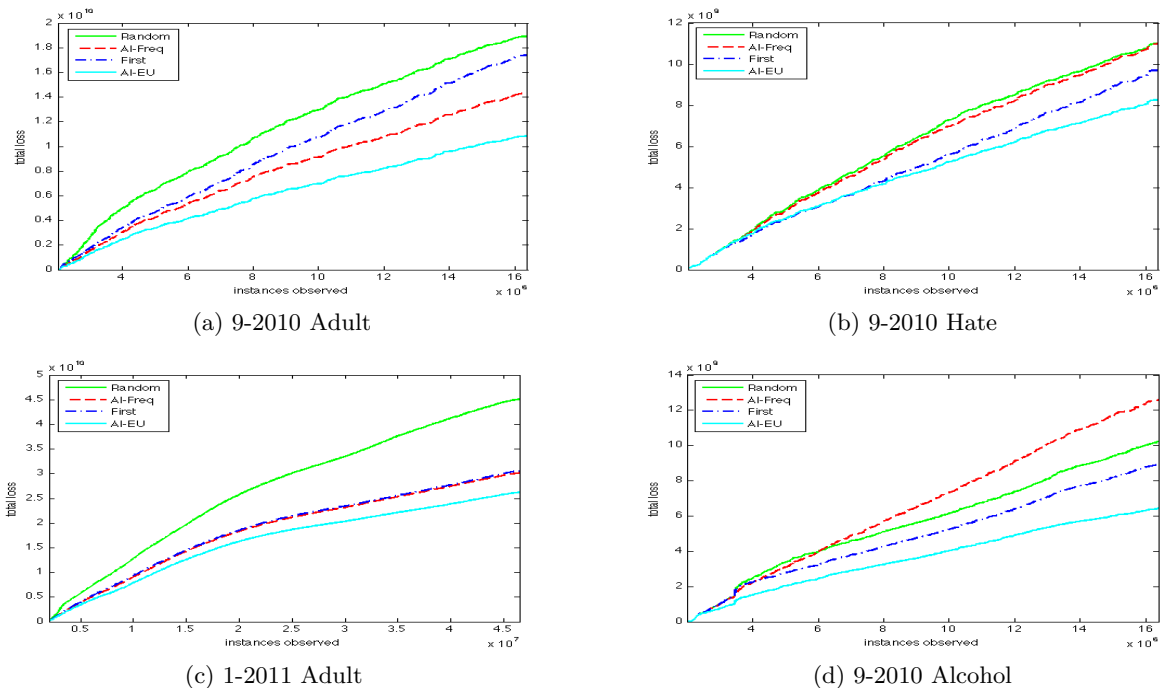 x 10^10
2
1.8
1.6
1.4
1.2
1
0.8
0.6
0.4
0.2
0
total loss
Random
AI-Freq
First
AI-EU
4 6 8 10 12 14 16
instances observed
x 10^6
(a) 9-2010 Adult
x 10^9
12
10
8
6
4
2
0
total loss
Random
AI-Freq
First
AI-EU
4 6 8 10 12 14 16
instances observed
x 10^6
(b) 9-2010 Hate
x 10^10
5
4.5
4
3.5
3
2.5
2
1.5
1
0.5
0
total loss
Random
AI-Freq
First
AI-EU
0.5 1 1.5 2 2.5 3 3.5 4 4.5
instances observed
x 10^7
(c) 1-2011 Adult
x 10^9
14
12
10
8
6
4
2
0
total loss
Random
AI-Freq
First
AI-EU
4 6 8 10 12 14 16
instances observed
x 10^6
(d) 9-2010 Alcohol